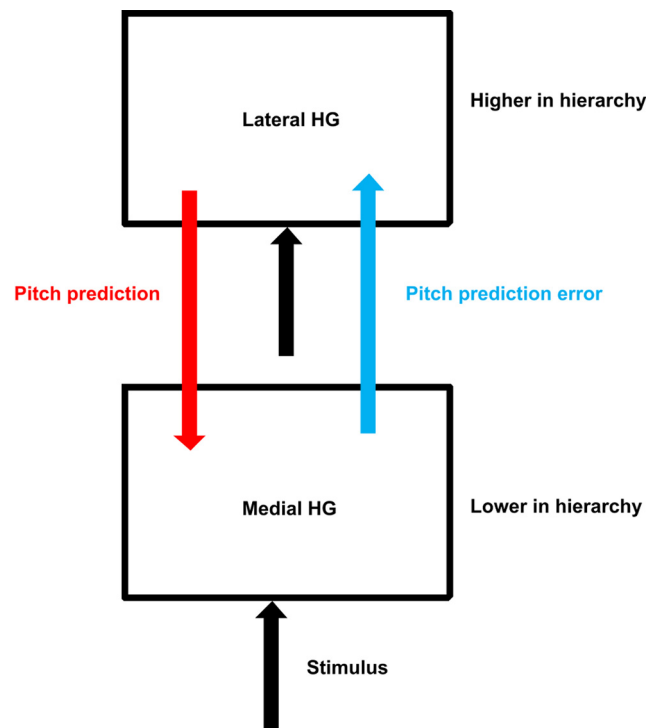 Lateral HG
Higher in hierarchy
Pitch prediction
Pitch prediction error
Medial HG
Lower in hierarchy
Stimulus